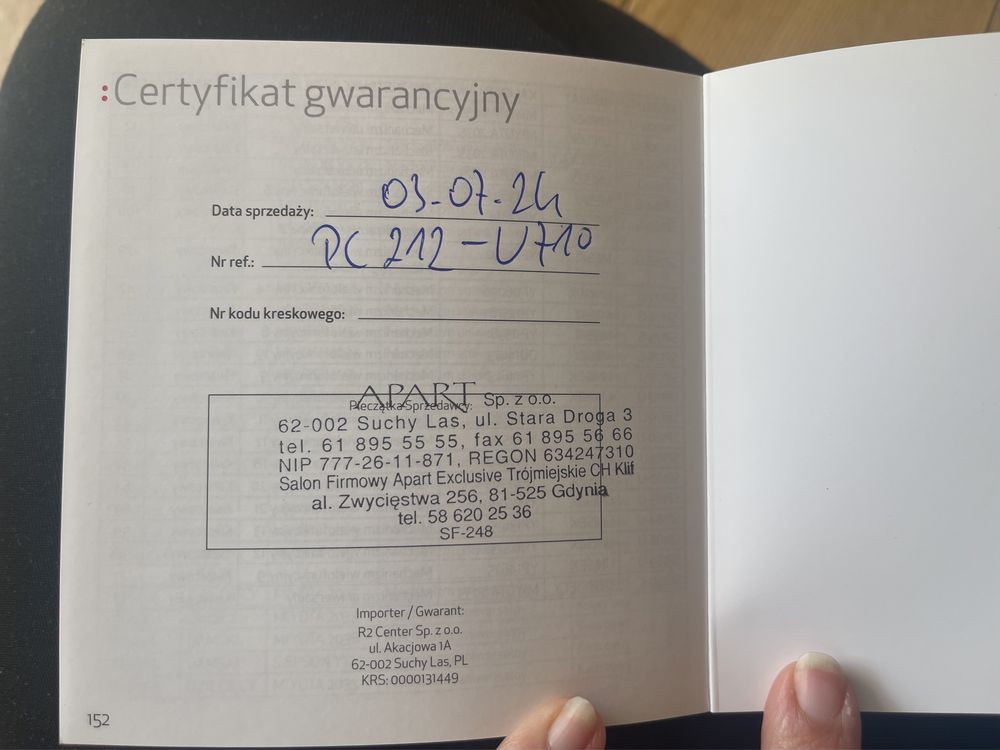 :Certyfikat gwarancyjny
Data sprzedaży: 03-07-24
Nr ref.: PC 212-U710
Nr kodu kreskowego:
APART Sp. z o.o.
Pieczątka Sprzedawcy:
62-002 Suchy Las, ul. Stara Droga 3
tel. 61 895 55 55, fax 61 895 56 66
NIP 777-26-11-871, REGON 634247310
Salon Firmowy Apart Exclusive Trójmiejskie CH Klif
al. Zwycięstwa 256, 81-525 Gdynia
tel. 58 620 25 36
SF-248
Importer / Gwarant:
R2 Center Sp. z o.o.
ul. Akacjowa 1A
62-002 Suchy Las, PL
KRS: 0000131449
152